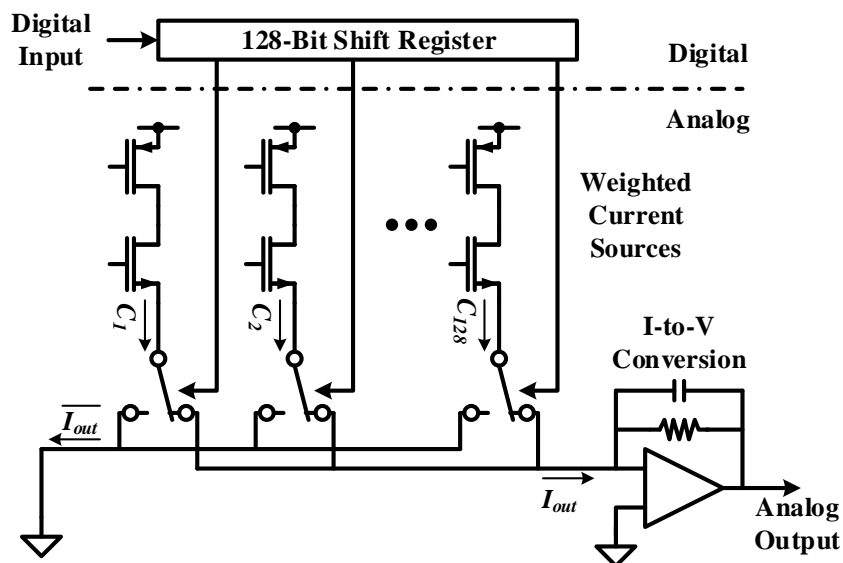 Digital
Input
128-Bit Shift Register
Digital
Analog
Weighted
Current
Sources
C1
C2
C128
I-to-V
Conversion
Iout
Iout
Analog
Output